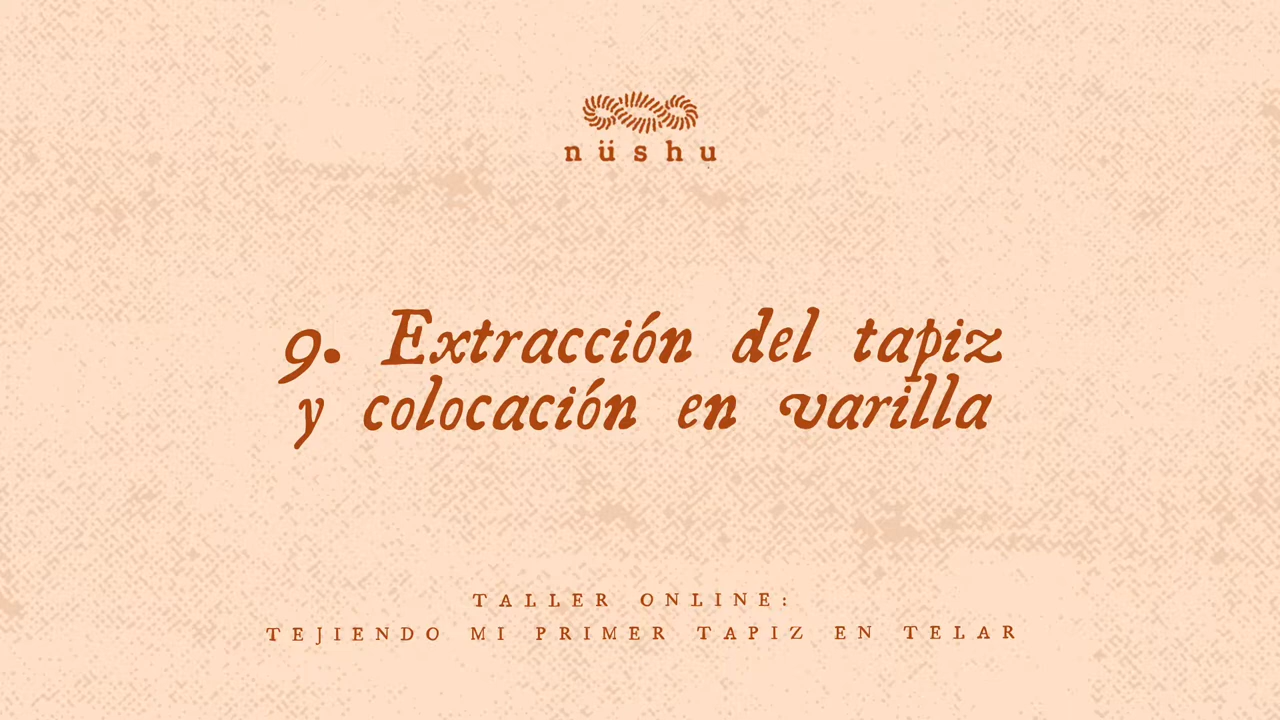 nüshu
9. Extracción del tapiz
y colocación en varilla
TALLER ONLINE:
TEJIENDO MI PRIMER TAPIZ EN TELAR